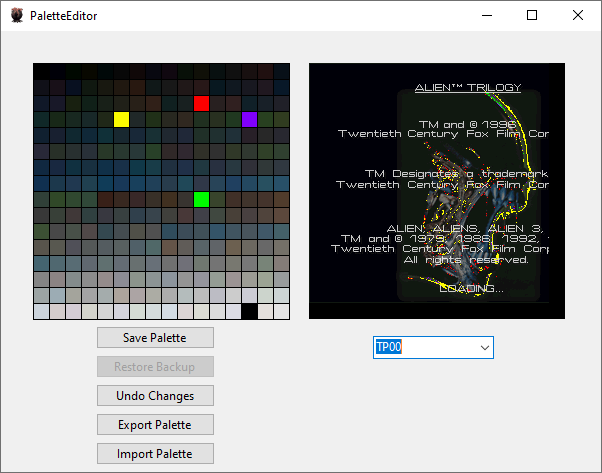 PaletteEditor
ALIEN™ TRILOGY
TM and © 1996
Twentieth Century Fox Film Cor
TM Designates a trademark
Twentieth Century Fox Film Cor
ALIEN, ALIENS, ALIEN 3,
TM and © 1979, 1986, 1992,
Twentieth Century Fox Film Corp
All rights reserved.
LOADING...
Save Palette
Restore Backup
Undo Changes
Export Palette
Import Palette
TP00